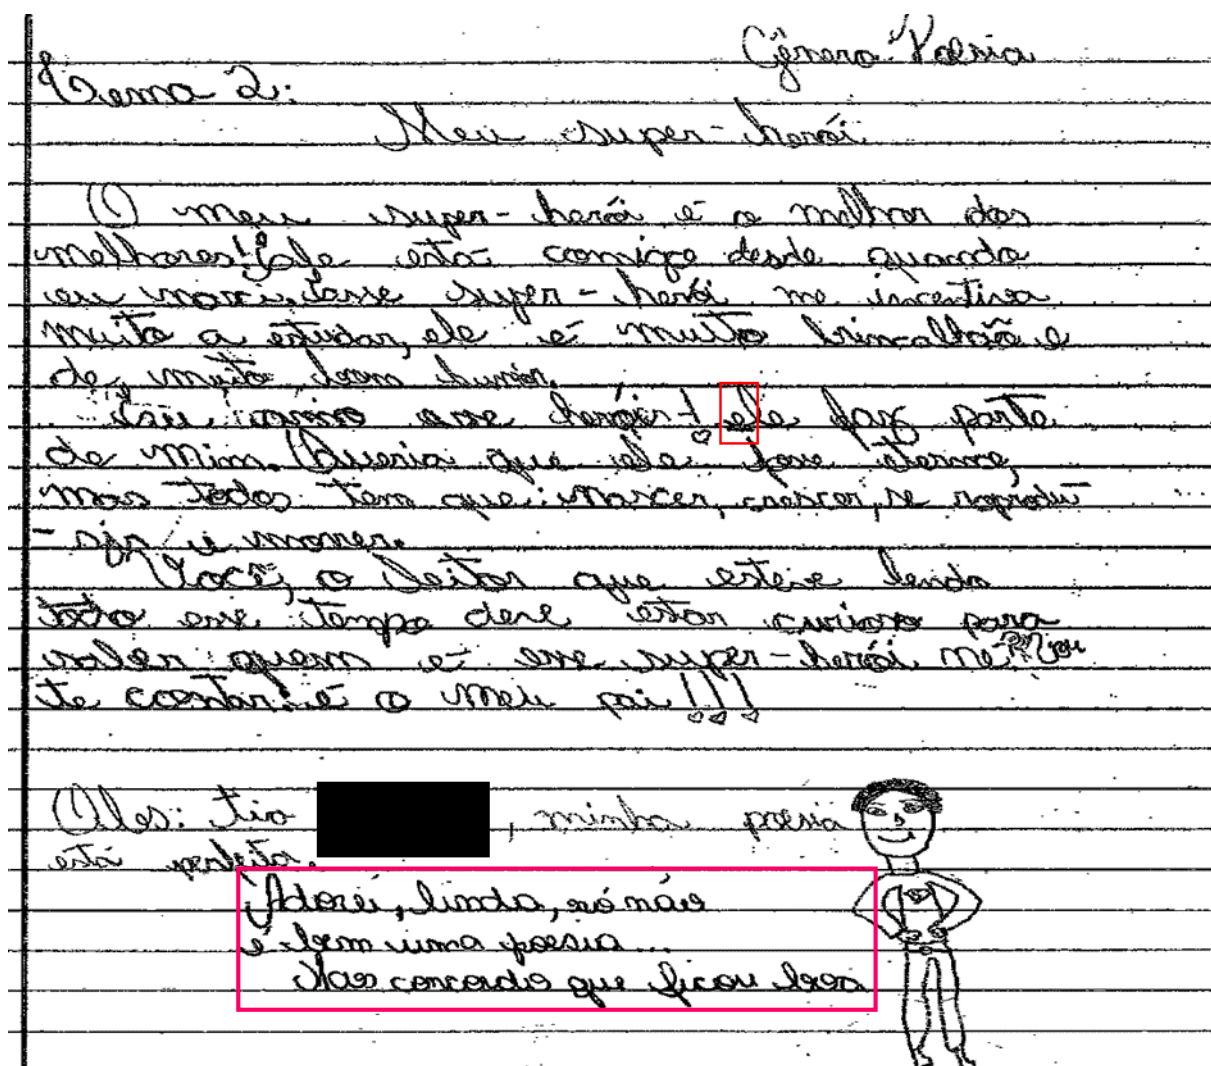 Gênero: Poesia
Tema 2:
Meu super-herói
O meu super-herói é o melhor dos
melhores! Ele está comigo desde quando
eu nasci. Esse super-herói me incentiva
muito a estudar, ele é muito brincalhão e
de muito bom humor.
Eu amo esse herói! ele faz parte
de mim. Queria que ele fose eterno,
mas todos tem que: nascer, crescer, se reprodu
- sir e morrer.
Você, o leitor que esteve lendo
todo esse tempo deve estar curioso para
saber quem é esse super-herói né?? Vou
te contar: é o meu pai!!!
Obs: tio , minha poesia
está perfeita.
Adorei, linda, só não
é bem uma poesia...
Mas concordo que ficou boa